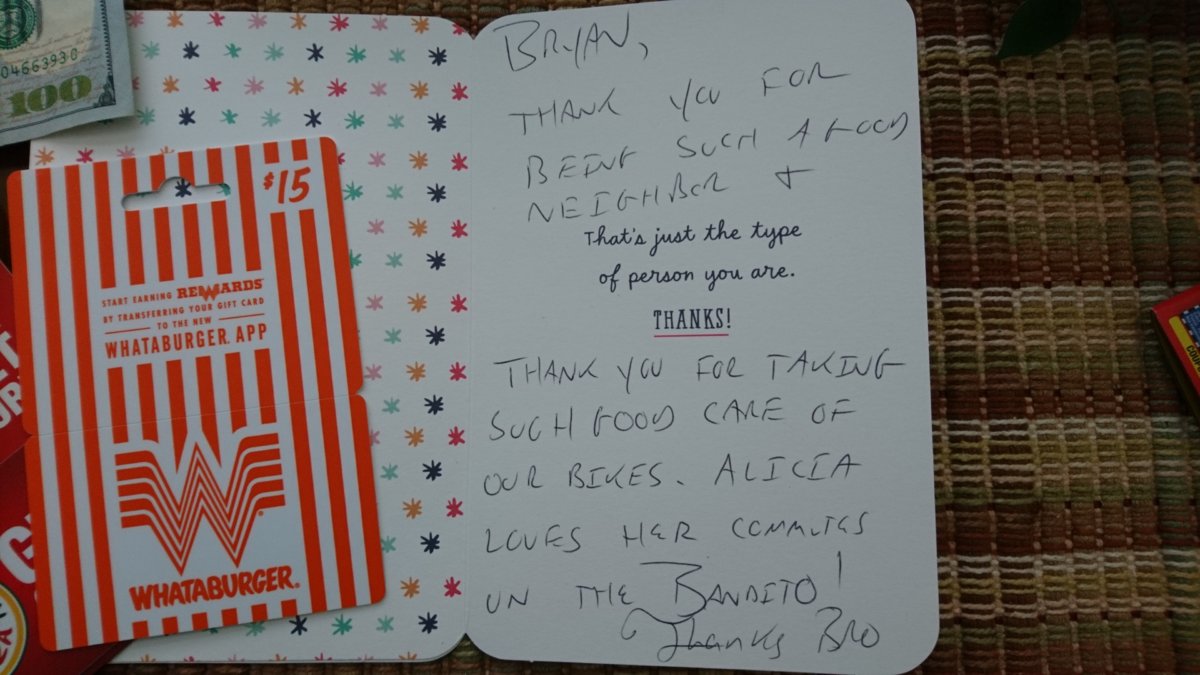 04663930
100
$15
START EARNING REWARDS
BY TRANSFERRING YOUR GIFT CARD
TO THE NEW
WHATABURGER APP
WHATABURGER
BRYAN,
THANK YOU FOR
BEING SUCH A GOOD
NEIGHBER +
That's just the type
of person you are.
THANKS!
THANK YOU FOR TAKING
SUCH GOOD CARE OF
OUR BIKES. ALICIA
LOVES HER COMMUTES
ON THE BANDITO!
Thanks BRO